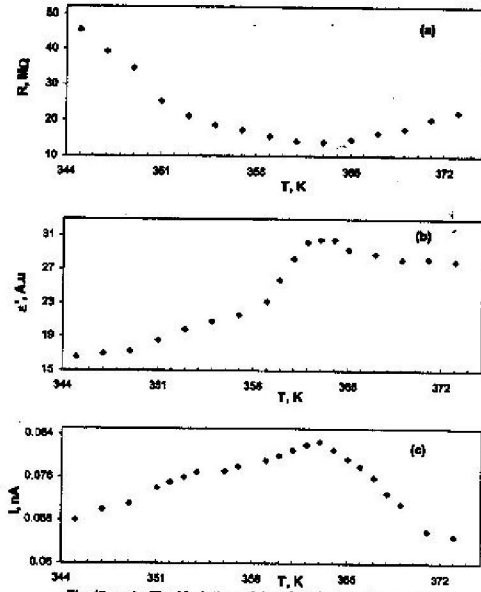 50
40
30
20
10
R, MΩ
(a)
344 351 358 365 372
T, K
31
27
23
19
15
ε', A.u
(b)
344 351 358 365 372
T, K
0.084
0.076
0.068
0.06
I, nA
(c)
344 351 358 365 372
T, K